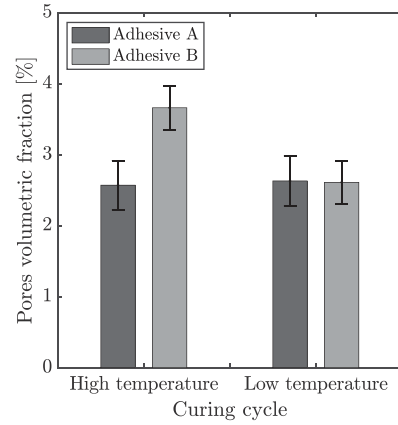 5
Adhesive A
Adhesive B
4
3
2
1
0
Pores volumetric fraction [%]
High temperature
Low temperature
Curing cycle